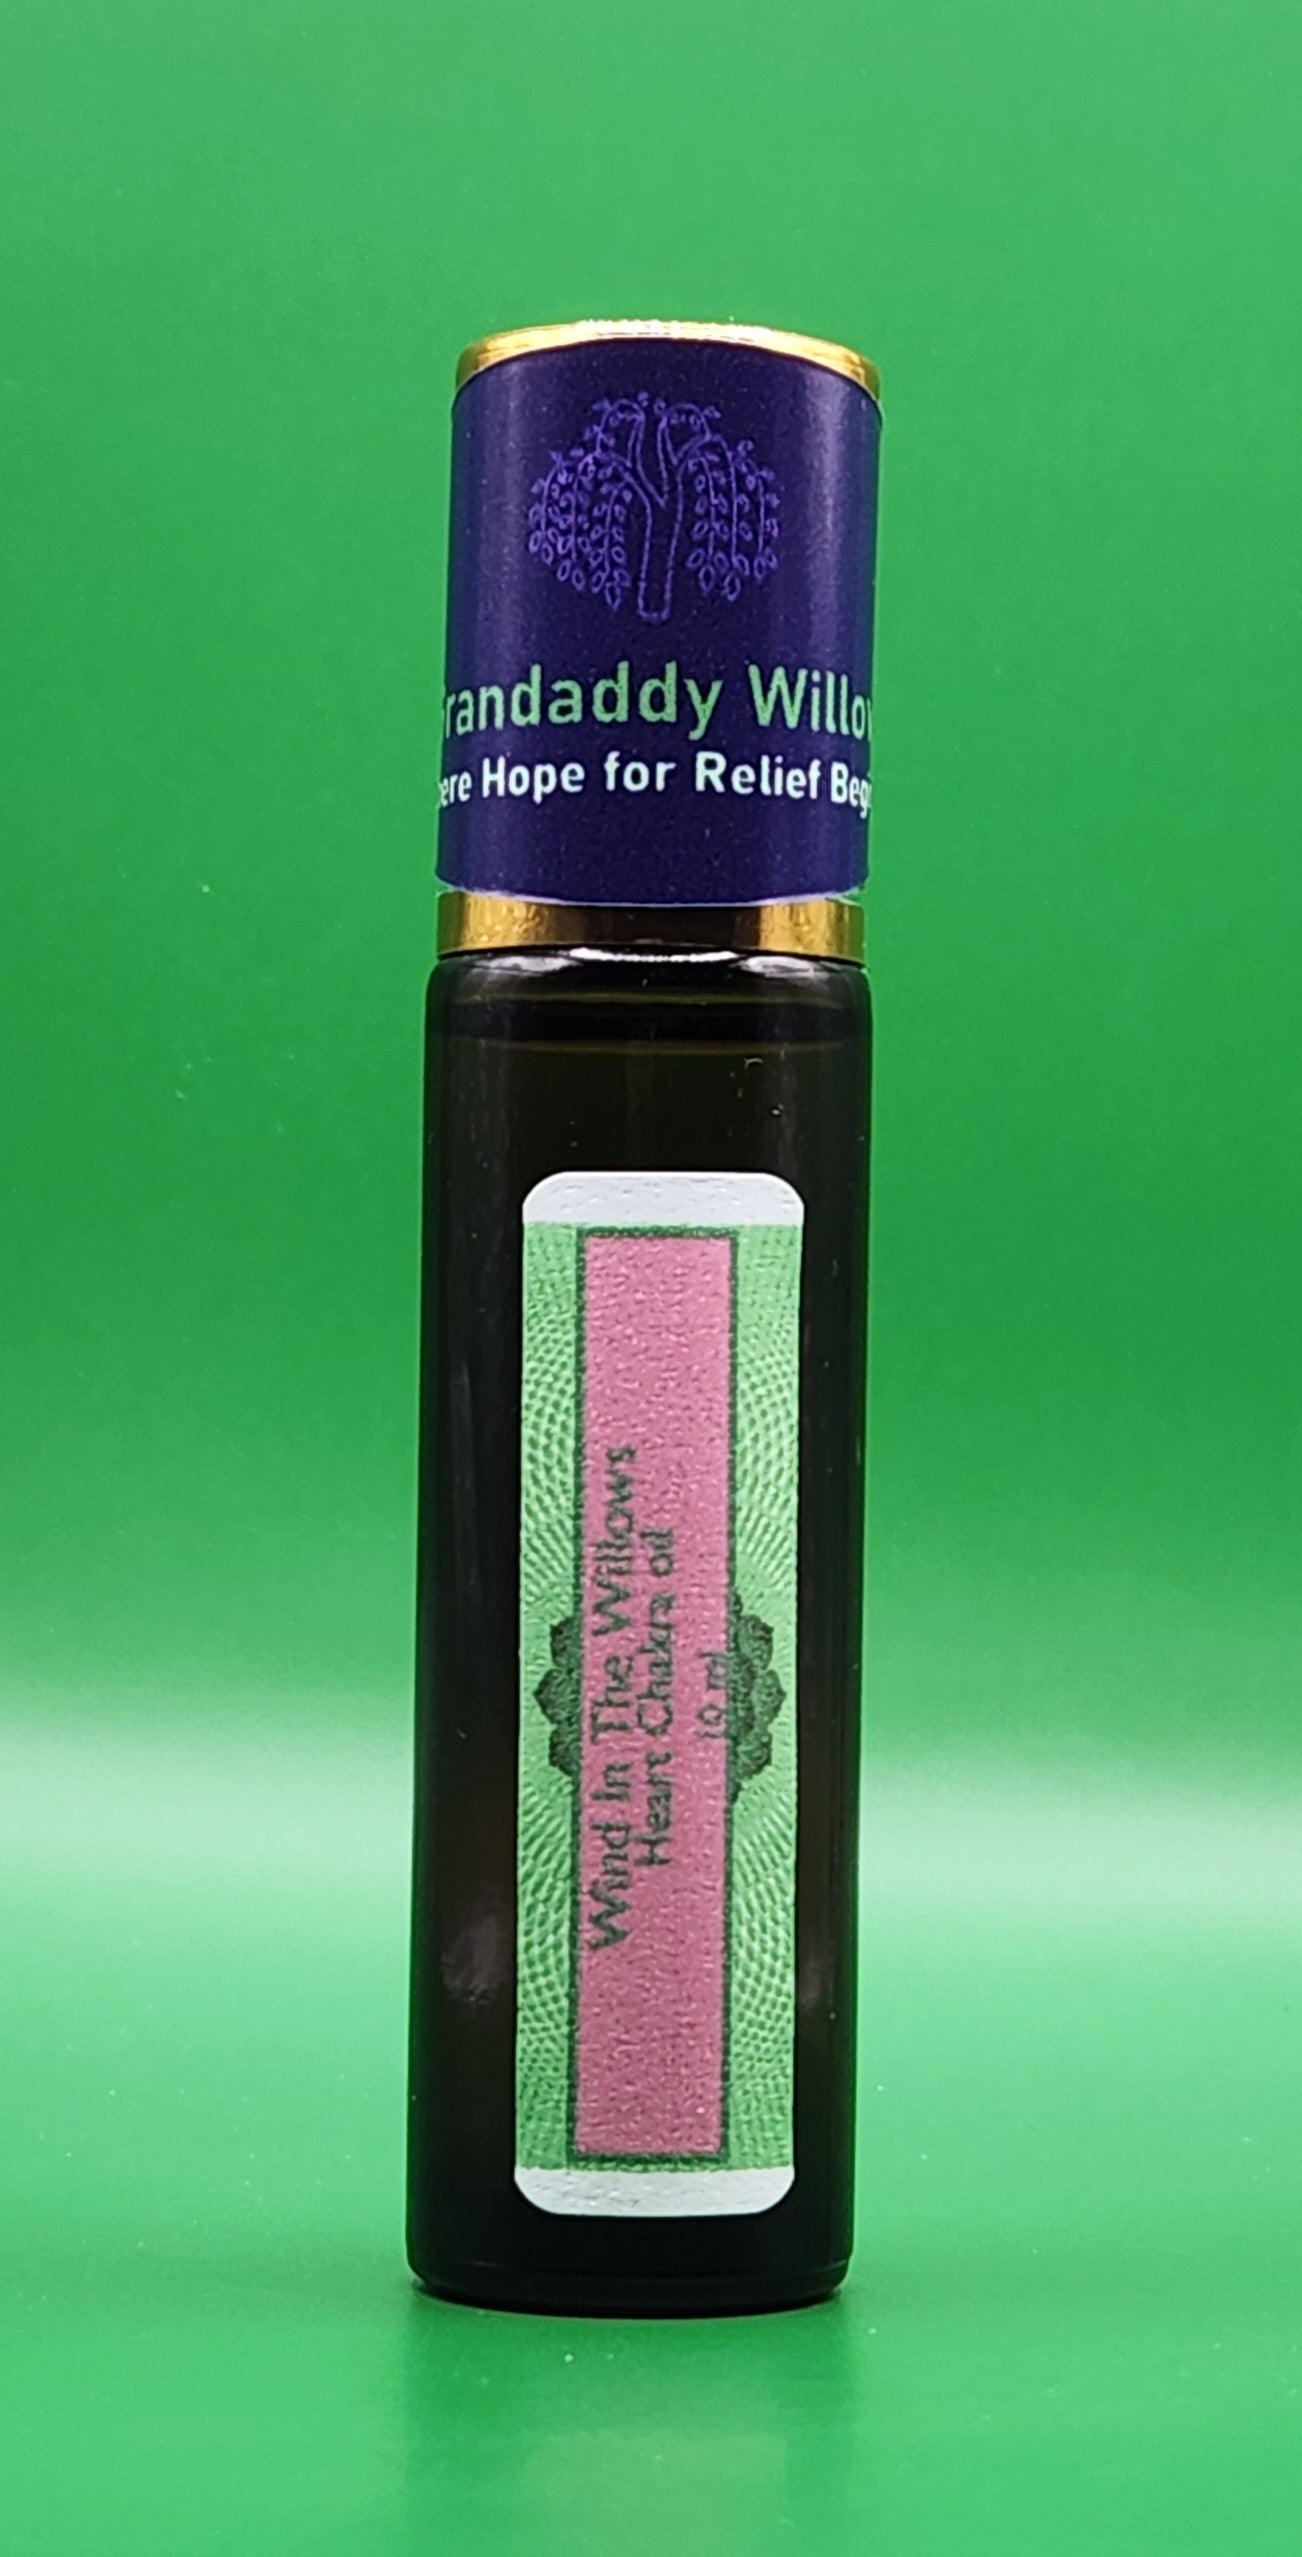 randaddy Willow
ere Hope for Relief Beg
Wind In The Willows
Heart Chakra oil
10 ml